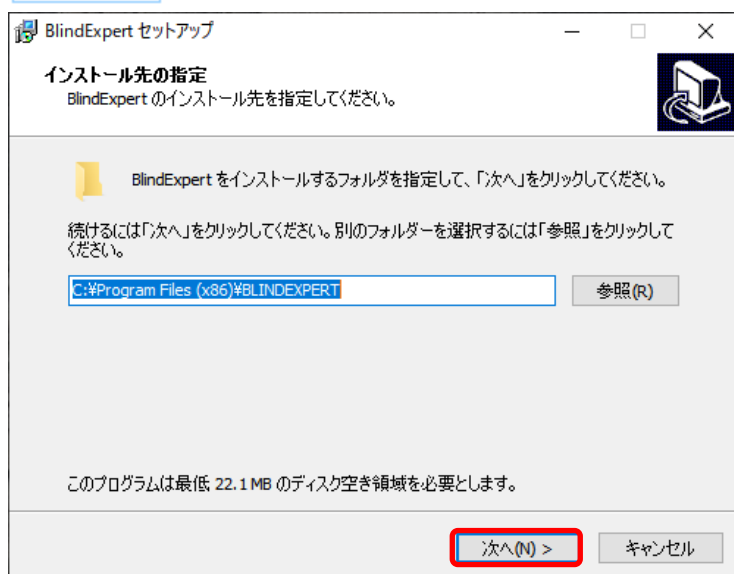 BlindExpert セットアップ
インストール先の指定
BlindExpert のインストール先を指定してください。
BlindExpert をインストールするフォルダを指定して、「次へ」をクリックしてください。
続けるには「次へ」をクリックしてください。別のフォルダーを選択するには「参照」をクリックして
ください。
C:¥Program Files (x86)¥BLINDEXPERT
参照(R)
このプログラムは最低 22.1 MB のディスク空き領域を必要とします。
次へ(N) >
キャンセル